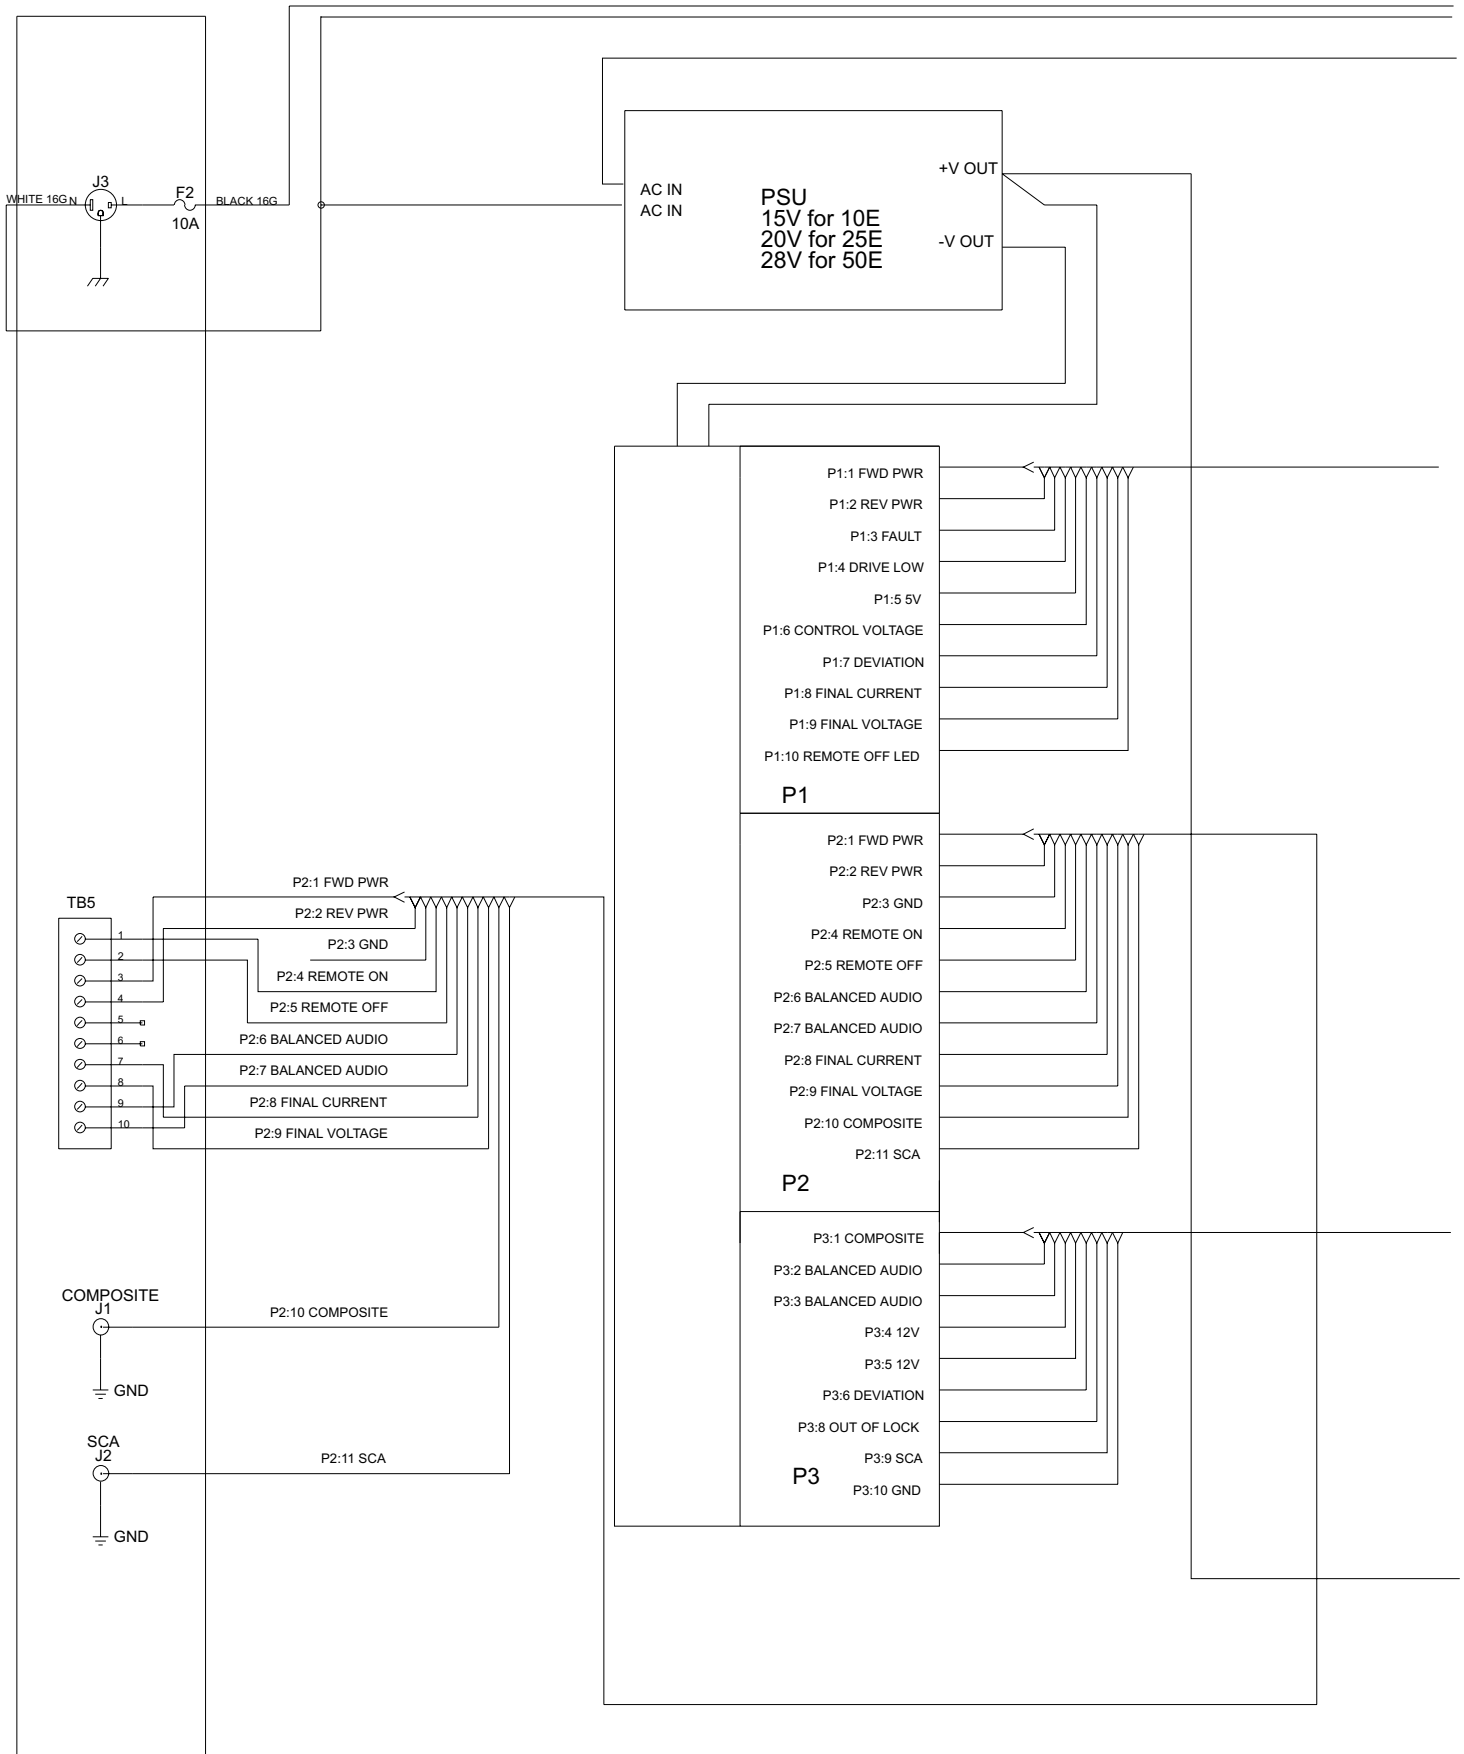 J3
WHITE 16G
N
L
F2
10A
BLACK 16G
AC IN
AC IN
PSU
15V for 10E
20V for 25E
28V for 50E
+V OUT
-V OUT
P1:1 FWD PWR
P1:2 REV PWR
P1:3 FAULT
P1:4 DRIVE LOW
P1:5 5V
P1:6 CONTROL VOLTAGE
P1:7 DEVIATION
P1:8 FINAL CURRENT
P1:9 FINAL VOLTAGE
P1:10 REMOTE OFF LED
P1
P2:1 FWD PWR
P2:2 REV PWR
P2:3 GND
P2:4 REMOTE ON
P2:5 REMOTE OFF
P2:6 BALANCED AUDIO
P2:7 BALANCED AUDIO
P2:8 FINAL CURRENT
P2:9 FINAL VOLTAGE
P2:10 COMPOSITE
P2:11 SCA
P2
P3:1 COMPOSITE
P3:2 BALANCED AUDIO
P3:3 BALANCED AUDIO
P3:4 12V
P3:5 12V
P3:6 DEVIATION
P3:8 OUT OF LOCK
P3:9 SCA
P3:10 GND
P3
TB5
1
2
3
4
5
6
7
8
9
10
P2:1 FWD PWR
P2:2 REV PWR
P2:3 GND
P2:4 REMOTE ON
P2:5 REMOTE OFF
P2:6 BALANCED AUDIO
P2:7 BALANCED AUDIO
P2:8 FINAL CURRENT
P2:9 FINAL VOLTAGE
COMPOSITE
J1
P2:10 COMPOSITE
GND
SCA
J2
P2:11 SCA
GND